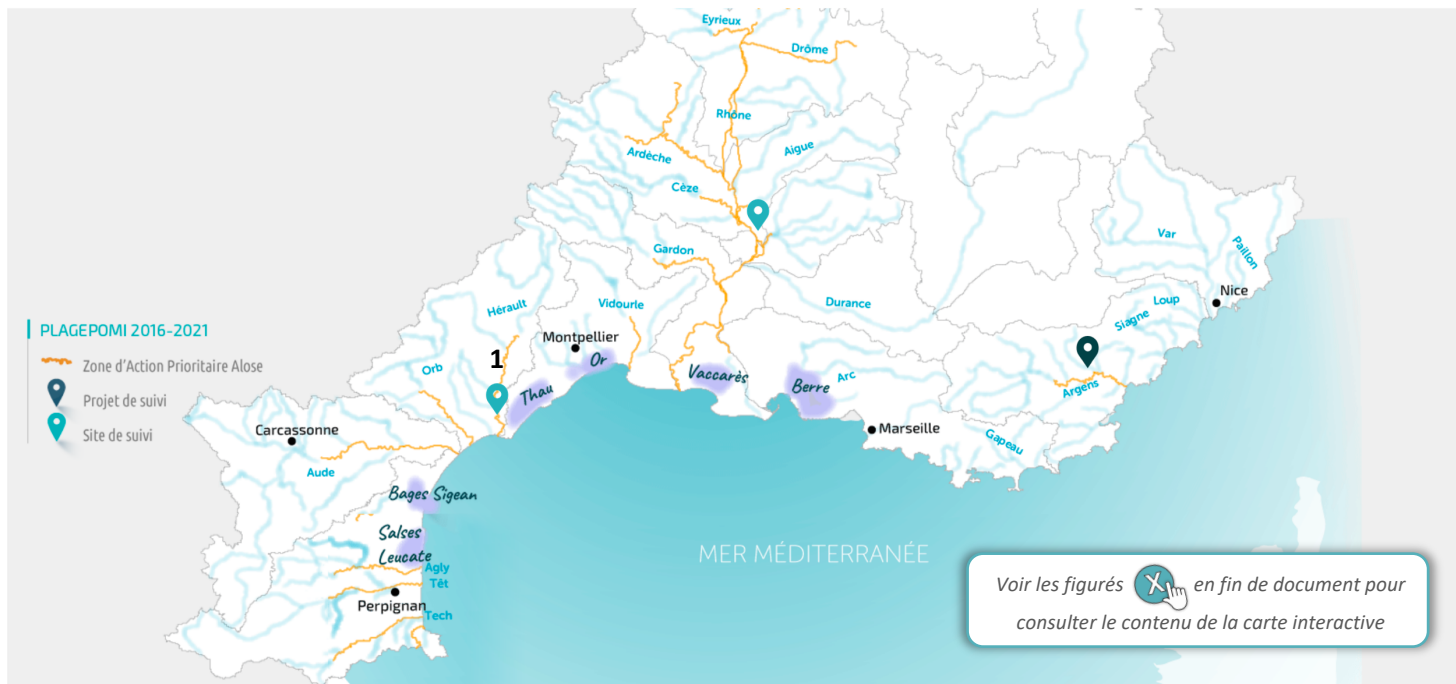 Eyrieux
Drôme
Rhône
Aigue
Ardèche
Cèze
Gardon
Var
Paillon
Durance
Nice
Loup
Siagne
Hérault
Vidourle
PLAGEPOMI 2016-2021
Montpellier
Or
1
Zone d'Action Prioritaire Alose
Orb
Vaccarès
Berre
Arc
Argens
Thau
Projet de suivi
Site de suivi
Carcassonne
Marseille
Gapeau
Aude
Bages Sigean
Salses
Leucate
MER MÉDITERRANÉE
Agly
Têt
Perpignan
Tech
Voir les figurés X en fin de document pour
consulter le contenu de la carte interactive